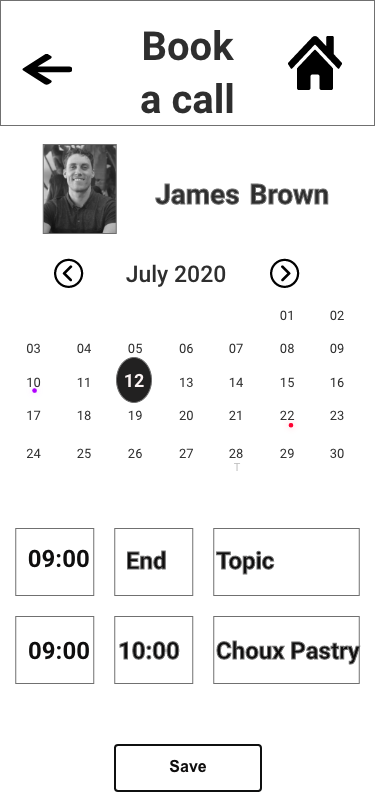 Book
a call
James Brown
July 2020
01 02
03 04 05 06 07 08 09
10 11 12 13 14 15 16
17 18 19 20 21 22 23
24 25 26 27 28 29 30
T
09:00 End Topic
09:00 10:00 Choux Pastry
Save